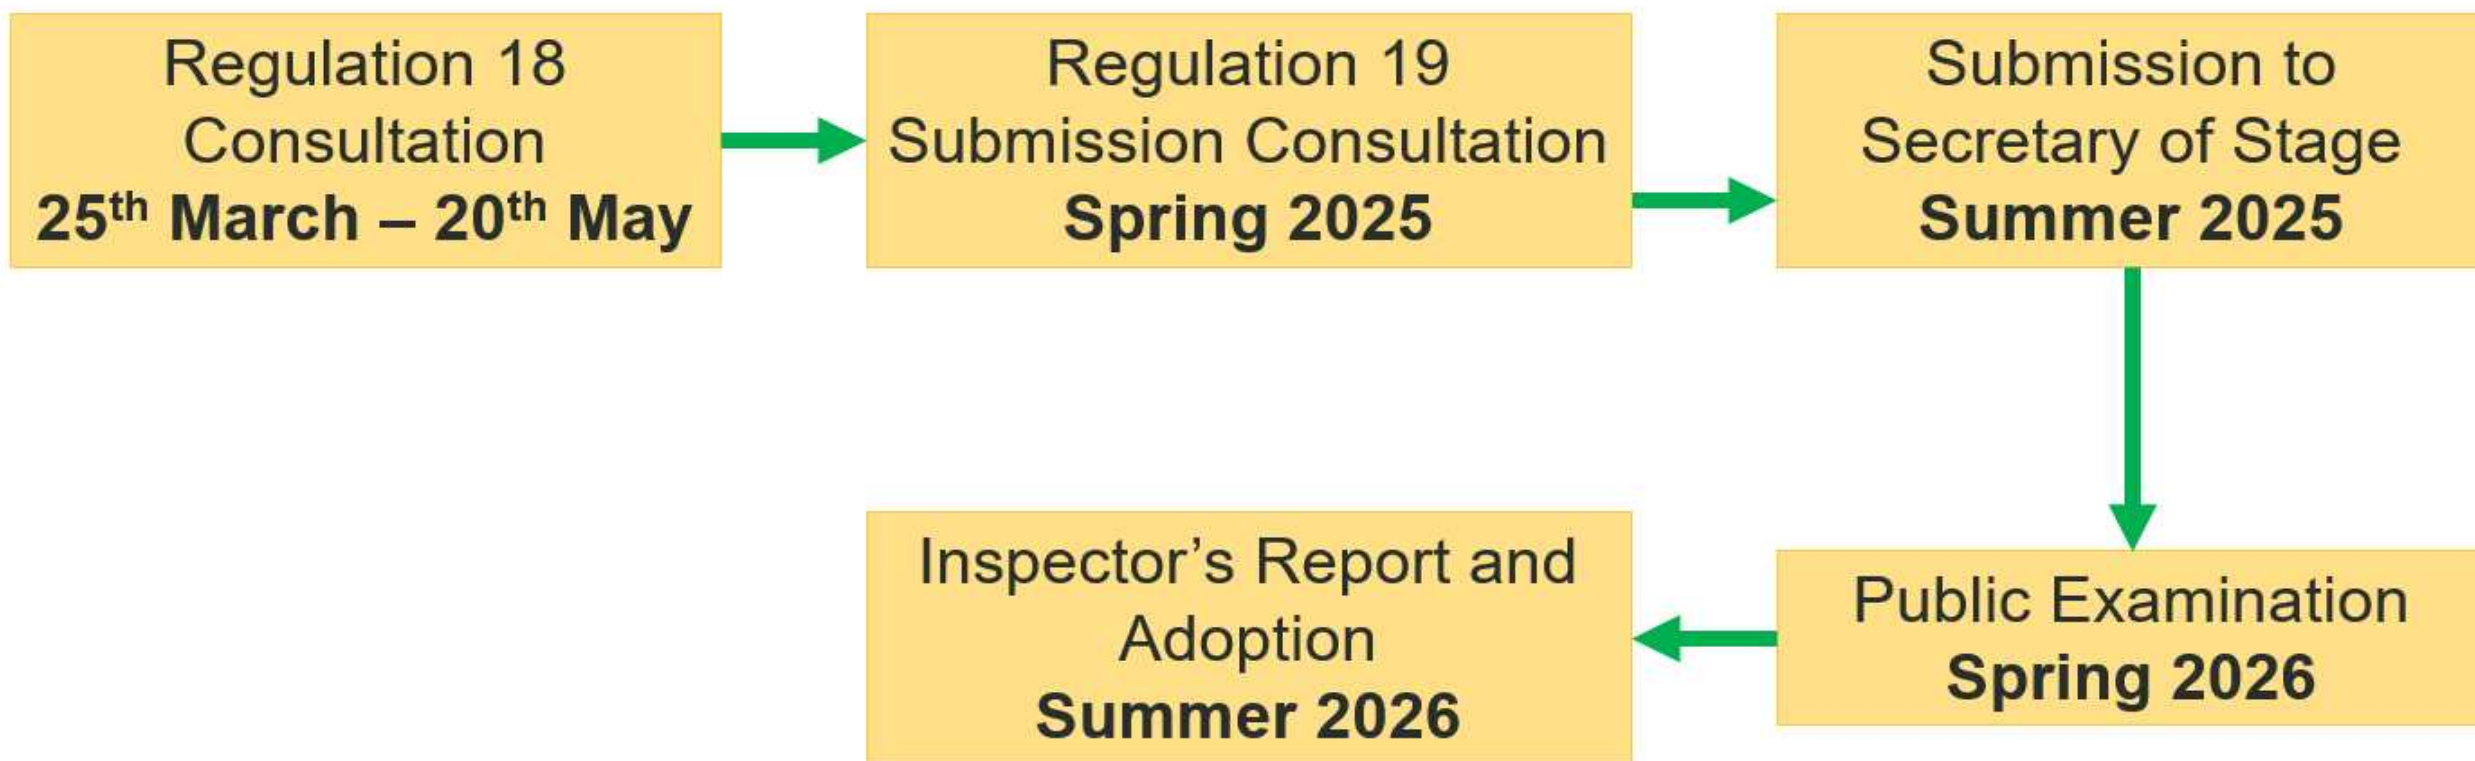 Regulation 18
Consultation
25th March – 20th May
Regulation 19
Submission Consultation
Spring 2025
Submission to
Secretary of Stage
Summer 2025
Public Examination
Spring 2026
Inspector’s Report and
Adoption
Summer 2026